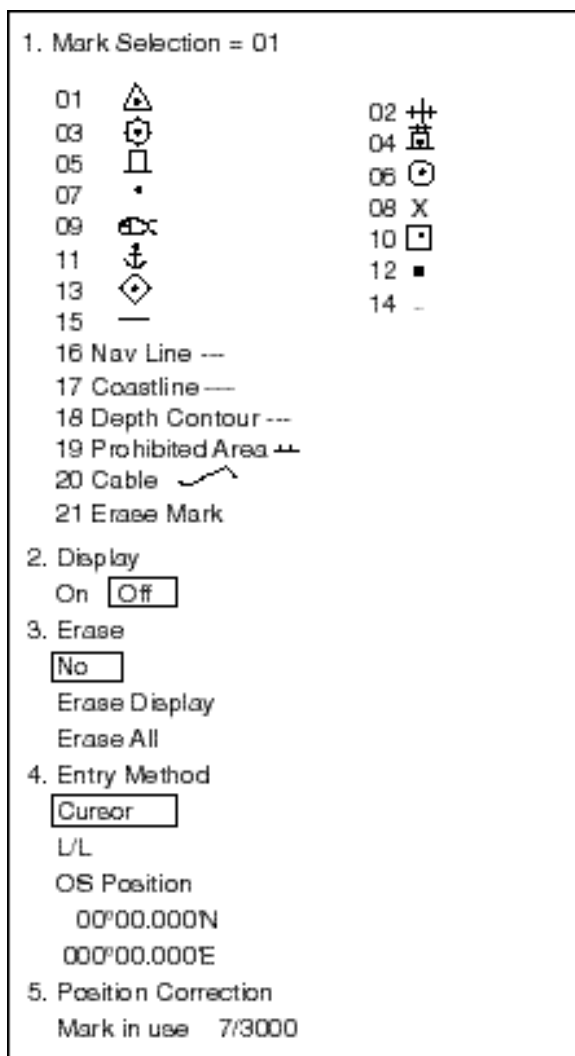 1. Mark Selection = 01
01
02
03
04
05
06
07
08 X
09
10
11
12
13
14
15
16 Nav Line ---
17 Coastline ----
18 Depth Contour ---
19 Prohibited Area
20 Cable
21 Erase Mark
2. Display
On Off
3. Erase
No
Erase Display
Erase All
4. Entry Method
Cursor
L/L
OS Position
00°00.000'N
000°00.000'E
5. Position Correction
Mark in use 7/3000